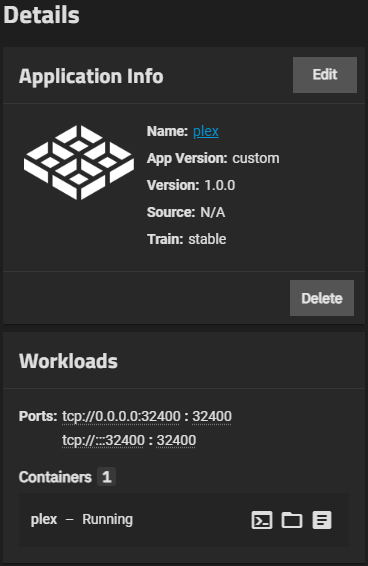 Details
Application Info
Edit
Name: plex
App Version: custom
Version: 1.0.0
Source: N/A
Train: stable
Delete
Workloads
Ports: tcp://0.0.0.0:32400 : 32400
tcp://:::32400 : 32400
Containers 1
plex – Running